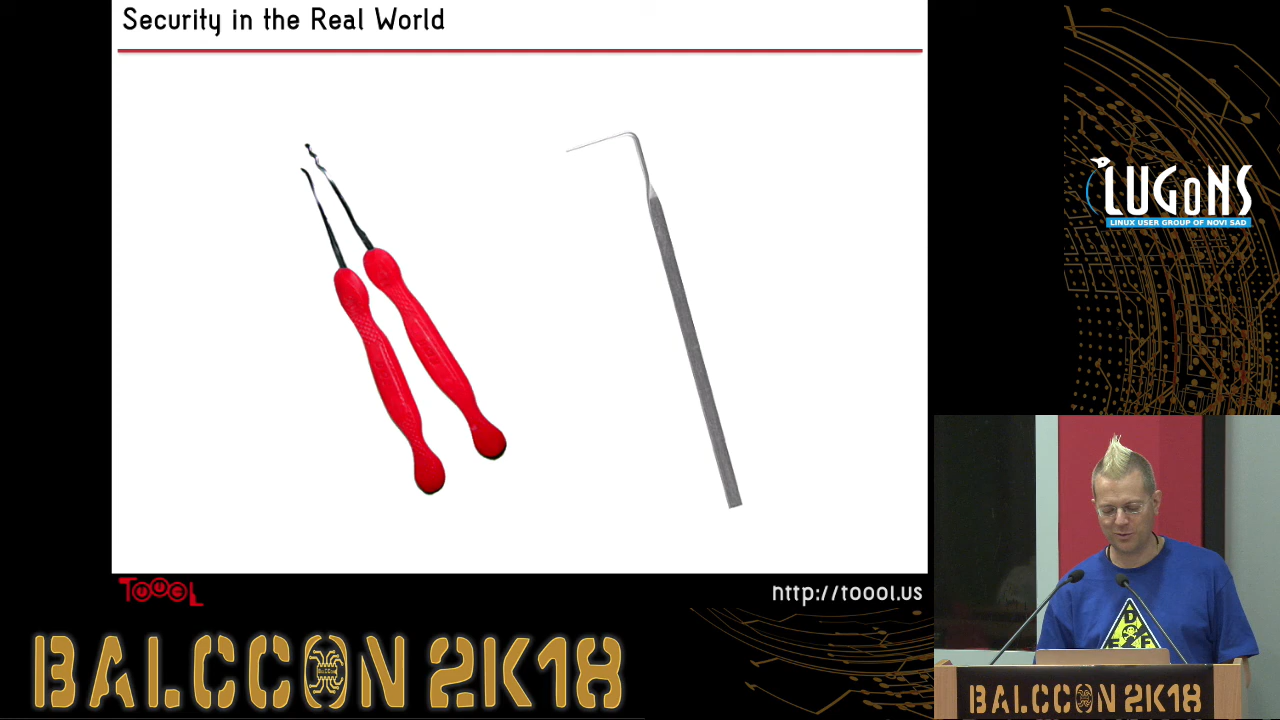 Security in the Real World
LUGoNS
LINUX USER GROUP OF NOVI SAD
TOOOL
http://toool.us
BALCCON 2K18
DEF
BALCCON 2K18